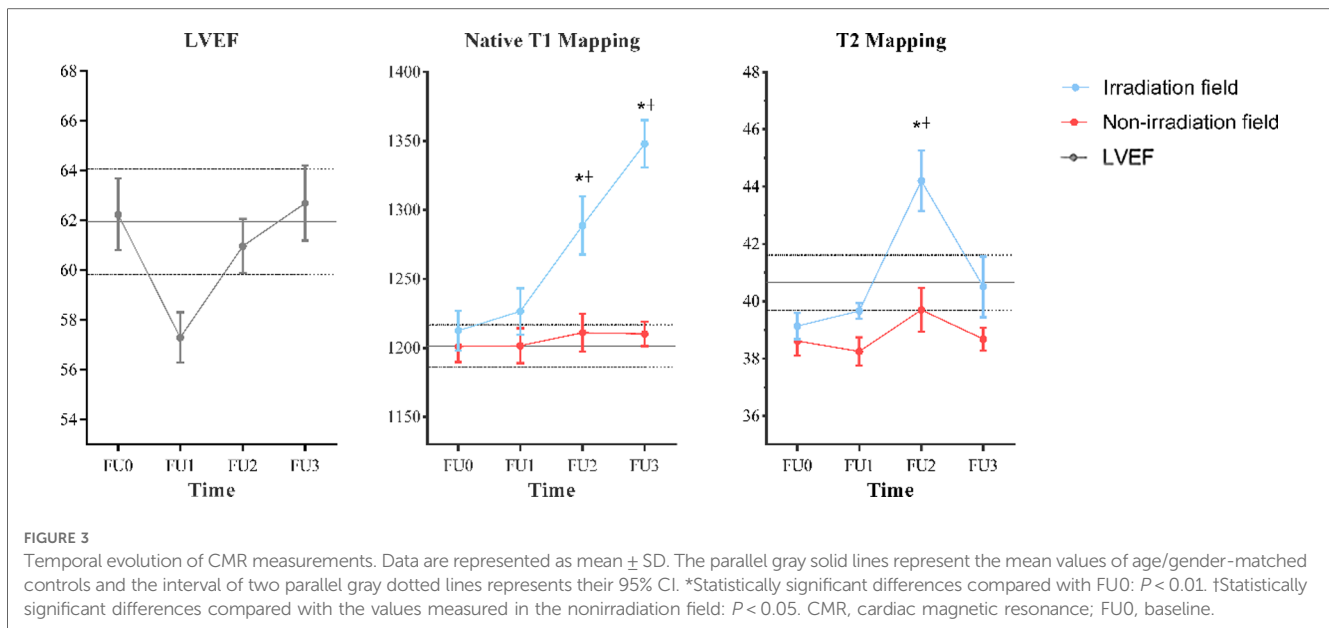 LVEF
68
66
64
62
60
58
56
54
FU0 FU1 FU2 FU3
Time
Native T1 Mapping
1400
1350
1300
1250
1200
1150
*†
*†
FU0 FU1 FU2 FU3
Time
T2 Mapping
48
46
44
42
40
38
36
*†
FU0 FU1 FU2 FU3
Time
Irradiation field
Non-irradiation field
LVEF
FIGURE 3
Temporal evolution of CMR measurements. Data are represented as mean ± SD. The parallel gray solid lines represent the mean values of age/gender-matched
controls and the interval of two parallel gray dotted lines represents their 95% CI. *Statistically significant differences compared with FU0: P < 0.01. †Statistically
significant differences compared with the values measured in the nonirradiation field: P < 0.05. CMR, cardiac magnetic resonance; FU0, baseline.